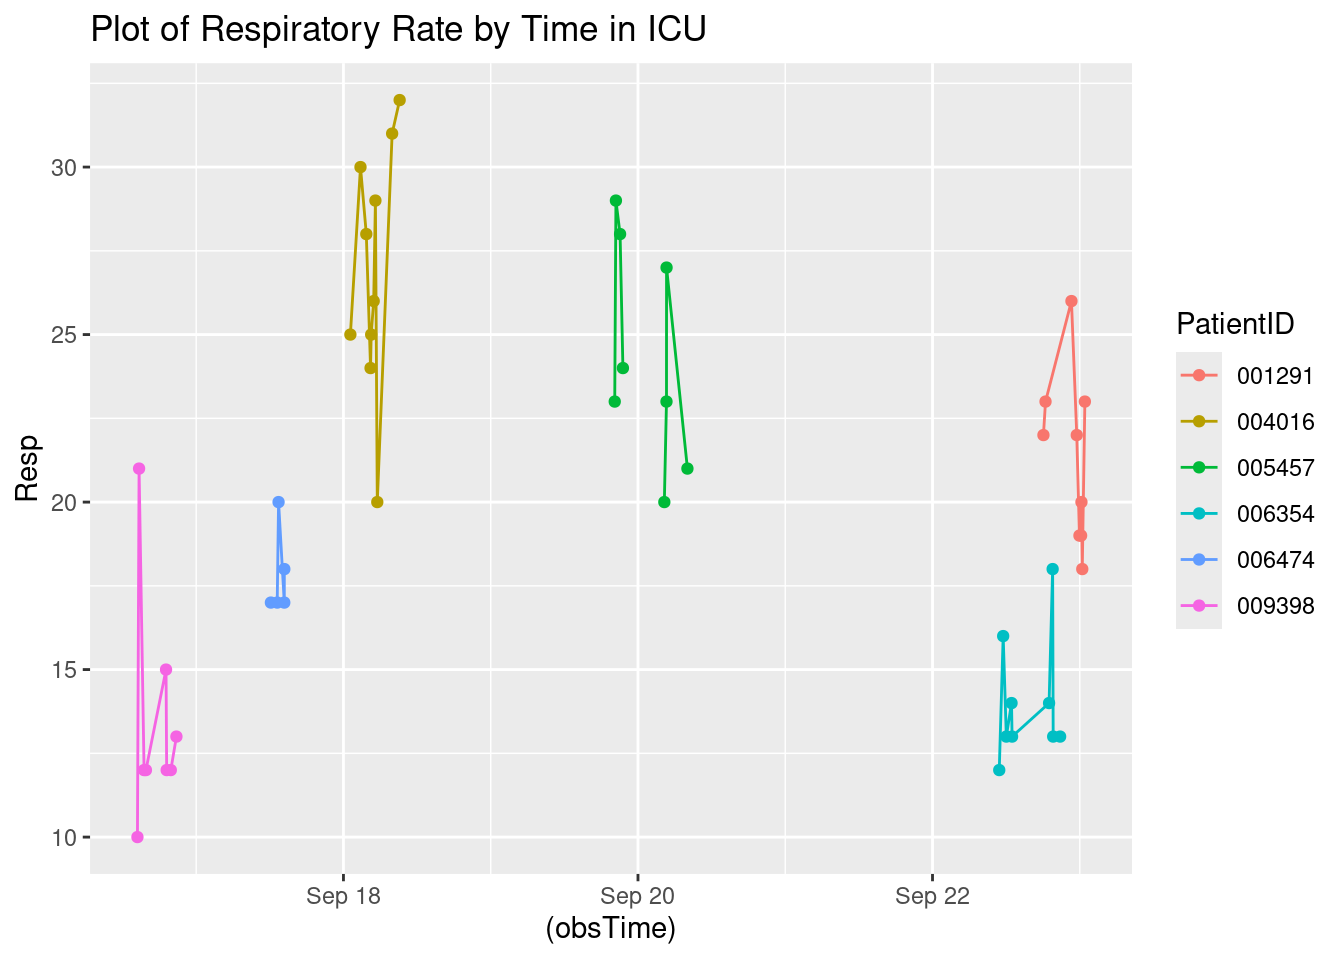 Plot of Respiratory Rate by Time in ICU
Resp
30
25
20
15
10
Sep 18
Sep 20
Sep 22
(obsTime)
PatientID
001291
004016
005457
006354
006474
009398